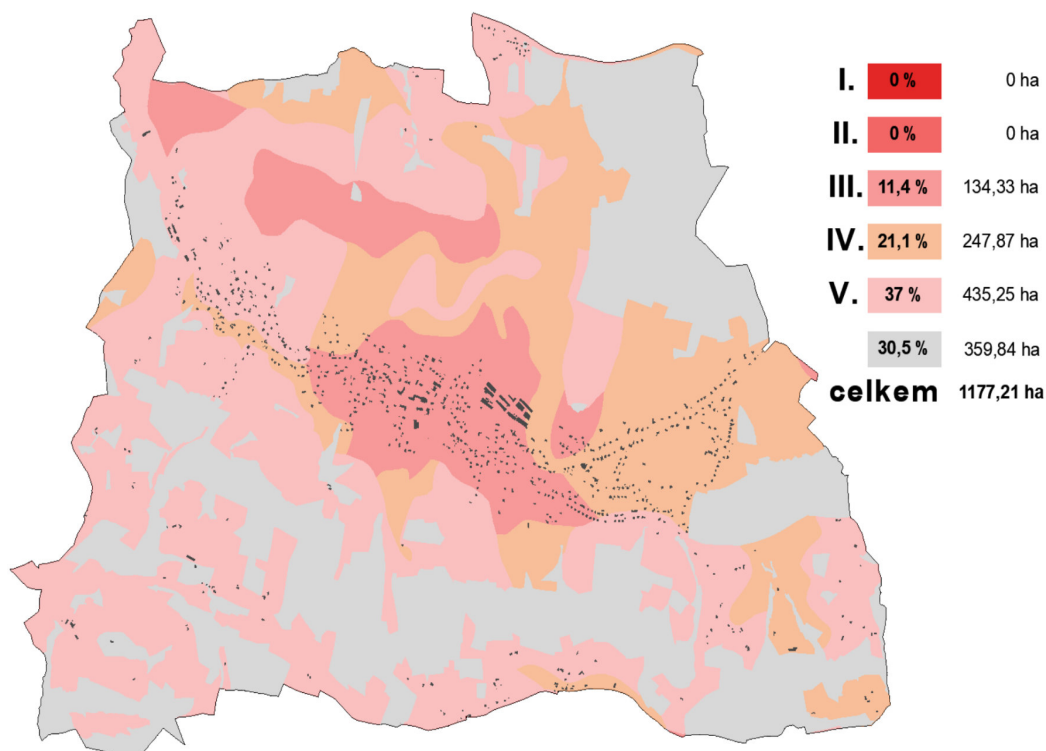 I. 0 % 0 ha
II. 0 % 0 ha
III. 11,4 % 134,33 ha
IV. 21,1 % 247,87 ha
V. 37 % 435,25 ha
30,5 % 359,84 ha
celkem 1177,21 ha